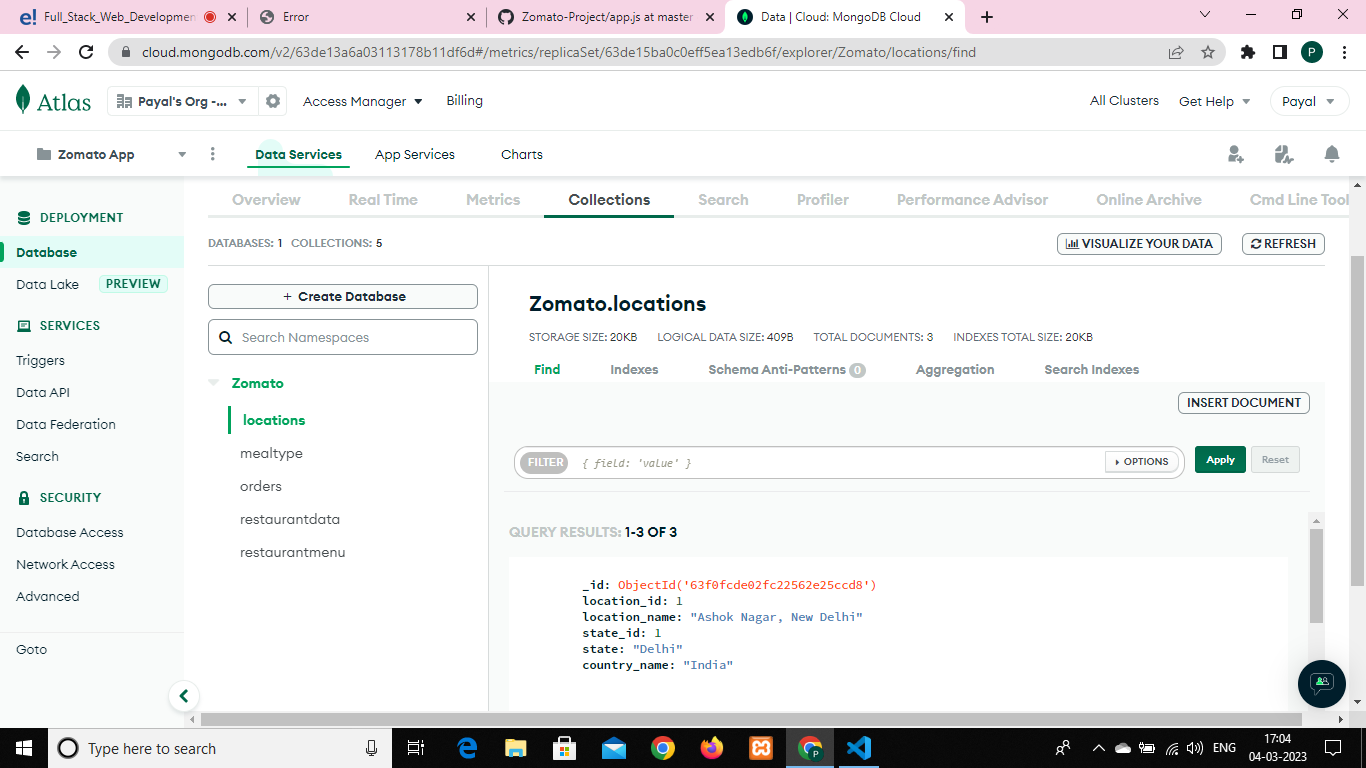 Full_Stack_Web_Developmen
Error
Zomato-Project/app.js at master
Data | Cloud: MongoDB Cloud
cloud.mongodb.com/v2/63de13a6a03113178b11df6d#/metrics/replicaSet/63de15ba0c0eff5ea13edb6f/explorer/Zomato/locations/find
P
Atlas
Payal's Org -...
Access Manager
Billing
All Clusters
Get Help
Payal
Zomato App
Data Services
App Services
Charts
DEPLOYMENT
Database
Data Lake
PREVIEW
SERVICES
Triggers
Data API
Data Federation
Search
SECURITY
Database Access
Network Access
Advanced
Goto
Overview
Real Time
Metrics
Collections
Search
Profiler
Performance Advisor
Online Archive
Cmd Line Tool
DATABASES: 1 COLLECTIONS: 5
VISUALIZE YOUR DATA
REFRESH
+ Create Database
Search Namespaces
Zomato
locations
mealtype
orders
restaurantdata
restaurantmenu
Zomato.locations
STORAGE SIZE: 20KB LOGICAL DATA SIZE: 409B TOTAL DOCUMENTS: 3 INDEXES TOTAL SIZE: 20KB
Find
Indexes
Schema Anti-Patterns 0
Aggregation
Search Indexes
INSERT DOCUMENT
FILTER
{ field: 'value' }
OPTIONS
Apply
Reset
QUERY RESULTS: 1-3 OF 3
_id: ObjectId('63f0fcde02fc22562e25ccd8')
location_id: 1
location_name: "Ashok Nagar, New Delhi"
state_id: 1
state: "Delhi"
country_name: "India"
Type here to search
ENG
17:04
04-03-2023